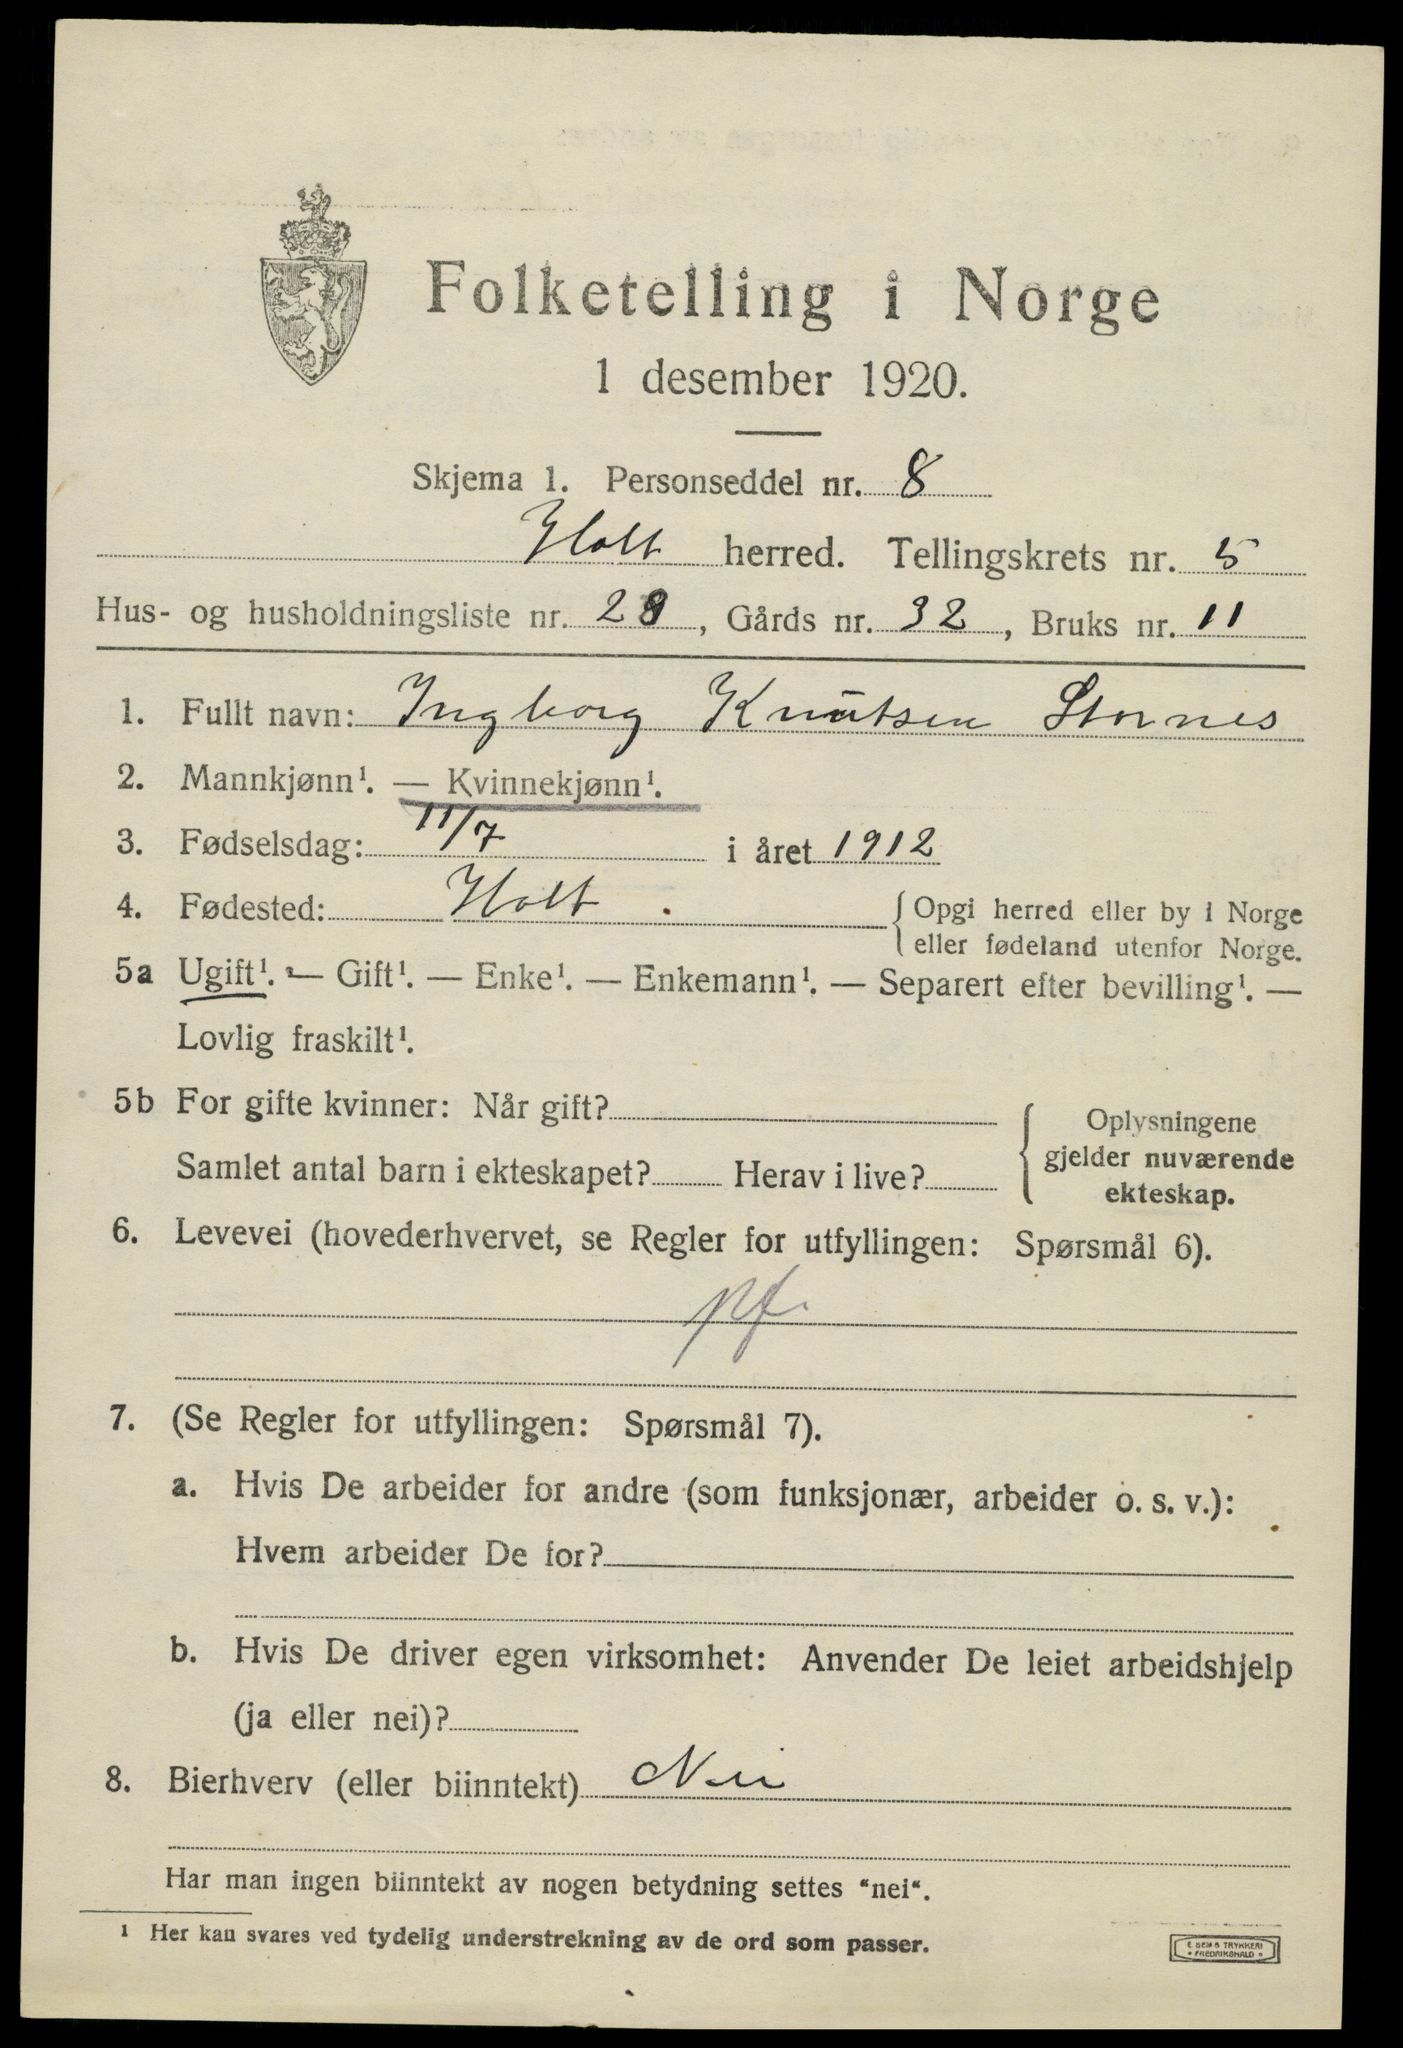 Folketelling i Norge
1 desember 1920.
Skjema 1. Personseddel nr. 8
Holt herred. Tellingskrets nr. 5
Hus- og husholdningsliste nr. 28, Gårds nr. 32, Bruks nr. 11
1. Fullt navn: Ingborg Knutsen Stornes
2. Mannkjønn¹. — Kvinnekjønn¹.
3. Fødselsdag: 11/7 i året 1912
4. Fødested: Holt. { Opgi herred eller by i Norge
eller fødeland utenfor Norge.
5a Ugift¹. — Gift¹. — Enke¹. — Enkemann¹. — Separert efter bevilling¹. —
Lovlig fraskilt¹.
5b For gifte kvinner: Når gift?
Samlet antal barn i ekteskapet? Herav i live?
{ Oplysningene
gjelder nuværende
ekteskap.
6. Levevei (hovederhvervet, se Regler for utfyllingen: Spørsmål 6).
pf.
7. (Se Regler for utfyllingen: Spørsmål 7).
a. Hvis De arbeider for andre (som funksjonær, arbeider o. s. v.):
Hvem arbeider De for?
b. Hvis De driver egen virksomhet: Anvender De leiet arbeidshjelp
(ja eller nei)?
8. Bierhverv (eller biinntekt) Nei
Har man ingen biinntekt av nogen betydning settes "nei".
¹ Her kan svares ved tydelig understrekning av de ord som passer.
E. SEMS TRYKKERI
• FREDRIKSHALD •